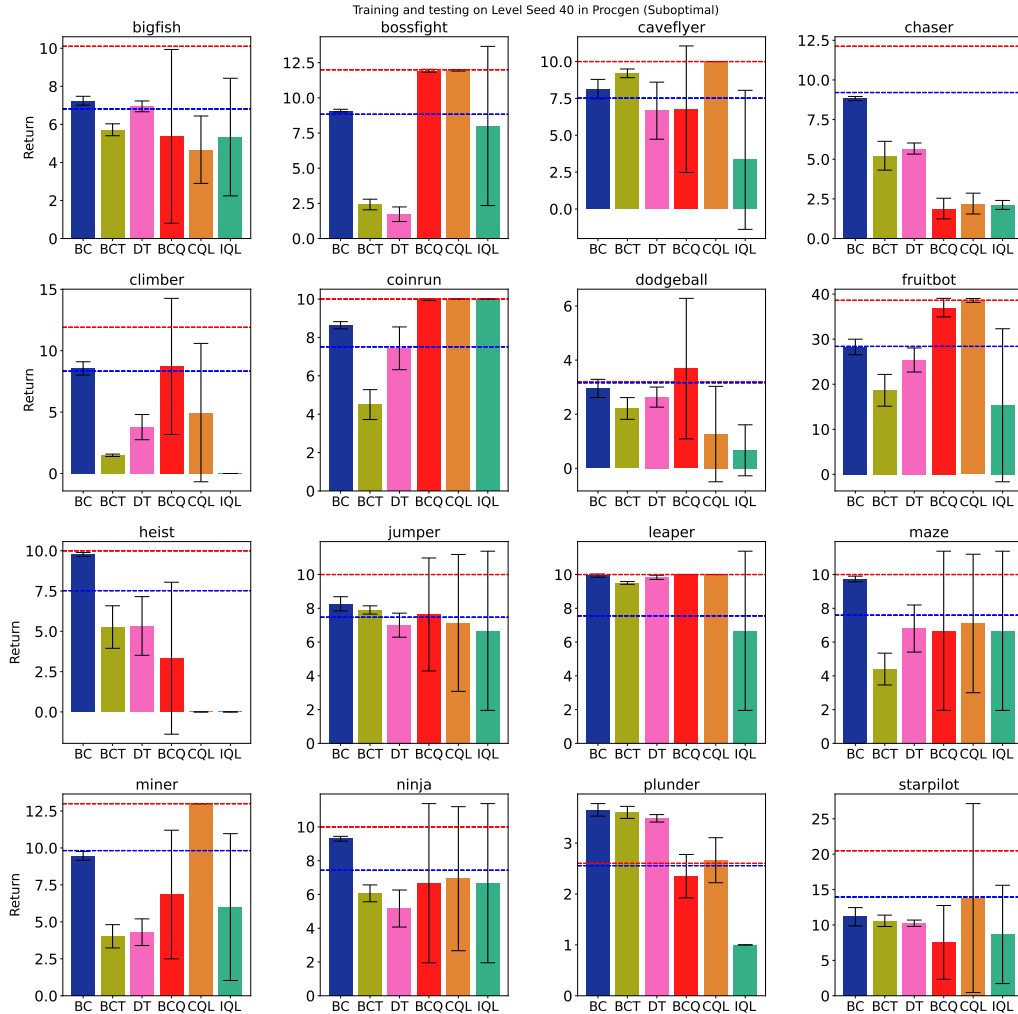 Training and testing on Level Seed 40 in Procgen (Suboptimal)
bigfish
Return
10
8
6
4
2
0
BC BCT DT BCQ CQL IQL
bossfight
12.5
10.0
7.5
5.0
2.5
0.0
BC BCT DT BCQ CQL IQL
caveflyer
10.0
7.5
5.0
2.5
0.0
BC BCT DT BCQ CQL IQL
chaser
12.5
10.0
7.5
5.0
2.5
0.0
BC BCT DT BCQ CQL IQL
climber
Return
15
10
5
0
BC BCT DT BCQ CQL IQL
coinrun
10
8
6
4
2
0
BC BCT DT BCQ CQL IQL
dodgeball
6
4
2
0
BC BCT DT BCQ CQL IQL
fruitbot
40
30
20
10
0
BC BCT DT BCQ CQL IQL
heist
Return
10.0
7.5
5.0
2.5
0.0
BC BCT DT BCQ CQL IQL
jumper
10
8
6
4
2
0
BC BCT DT BCQ CQL IQL
leaper
10
8
6
4
2
0
BC BCT DT BCQ CQL IQL
maze
10
8
6
4
2
0
BC BCT DT BCQ CQL IQL
miner
Return
12.5
10.0
7.5
5.0
2.5
0.0
BC BCT DT BCQ CQL IQL
ninja
10
8
6
4
2
0
BC BCT DT BCQ CQL IQL
plunder
3
2
1
0
BC BCT DT BCQ CQL IQL
starpilot
25
20
15
10
5
0
BC BCT DT BCQ CQL IQL